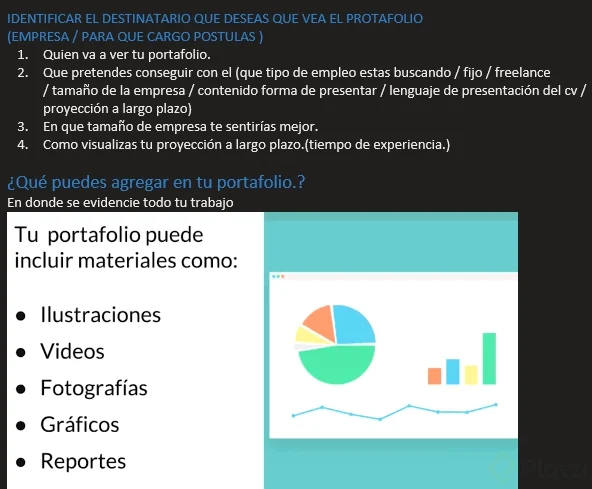 IDENTIFICAR EL DESTINATARIO QUE DESEAS QUE VEA EL PROTAFOLIO
(EMPRESA / PARA QUE CARGO POSTULAS )
1. Quien va a ver tu portafolio.
2. Que pretendes conseguir con el (que tipo de empleo estas buscando / fijo / freelance
/ tamaño de la empresa / contenido forma de presentar / lenguaje de presentación del cv /
proyección a largo plazo)
3. En que tamaño de empresa te sentirías mejor.
4. Como visualizas tu proyección a largo plazo.(tiempo de experiencia.)
¿Qué puedes agregar en tu portafolio.?
En donde se evidencie todo tu trabajo
Tu portafolio puede
incluir materiales como:
● Ilustraciones
● Videos
● Fotografías
● Gráficos
● Reportes
Platzi